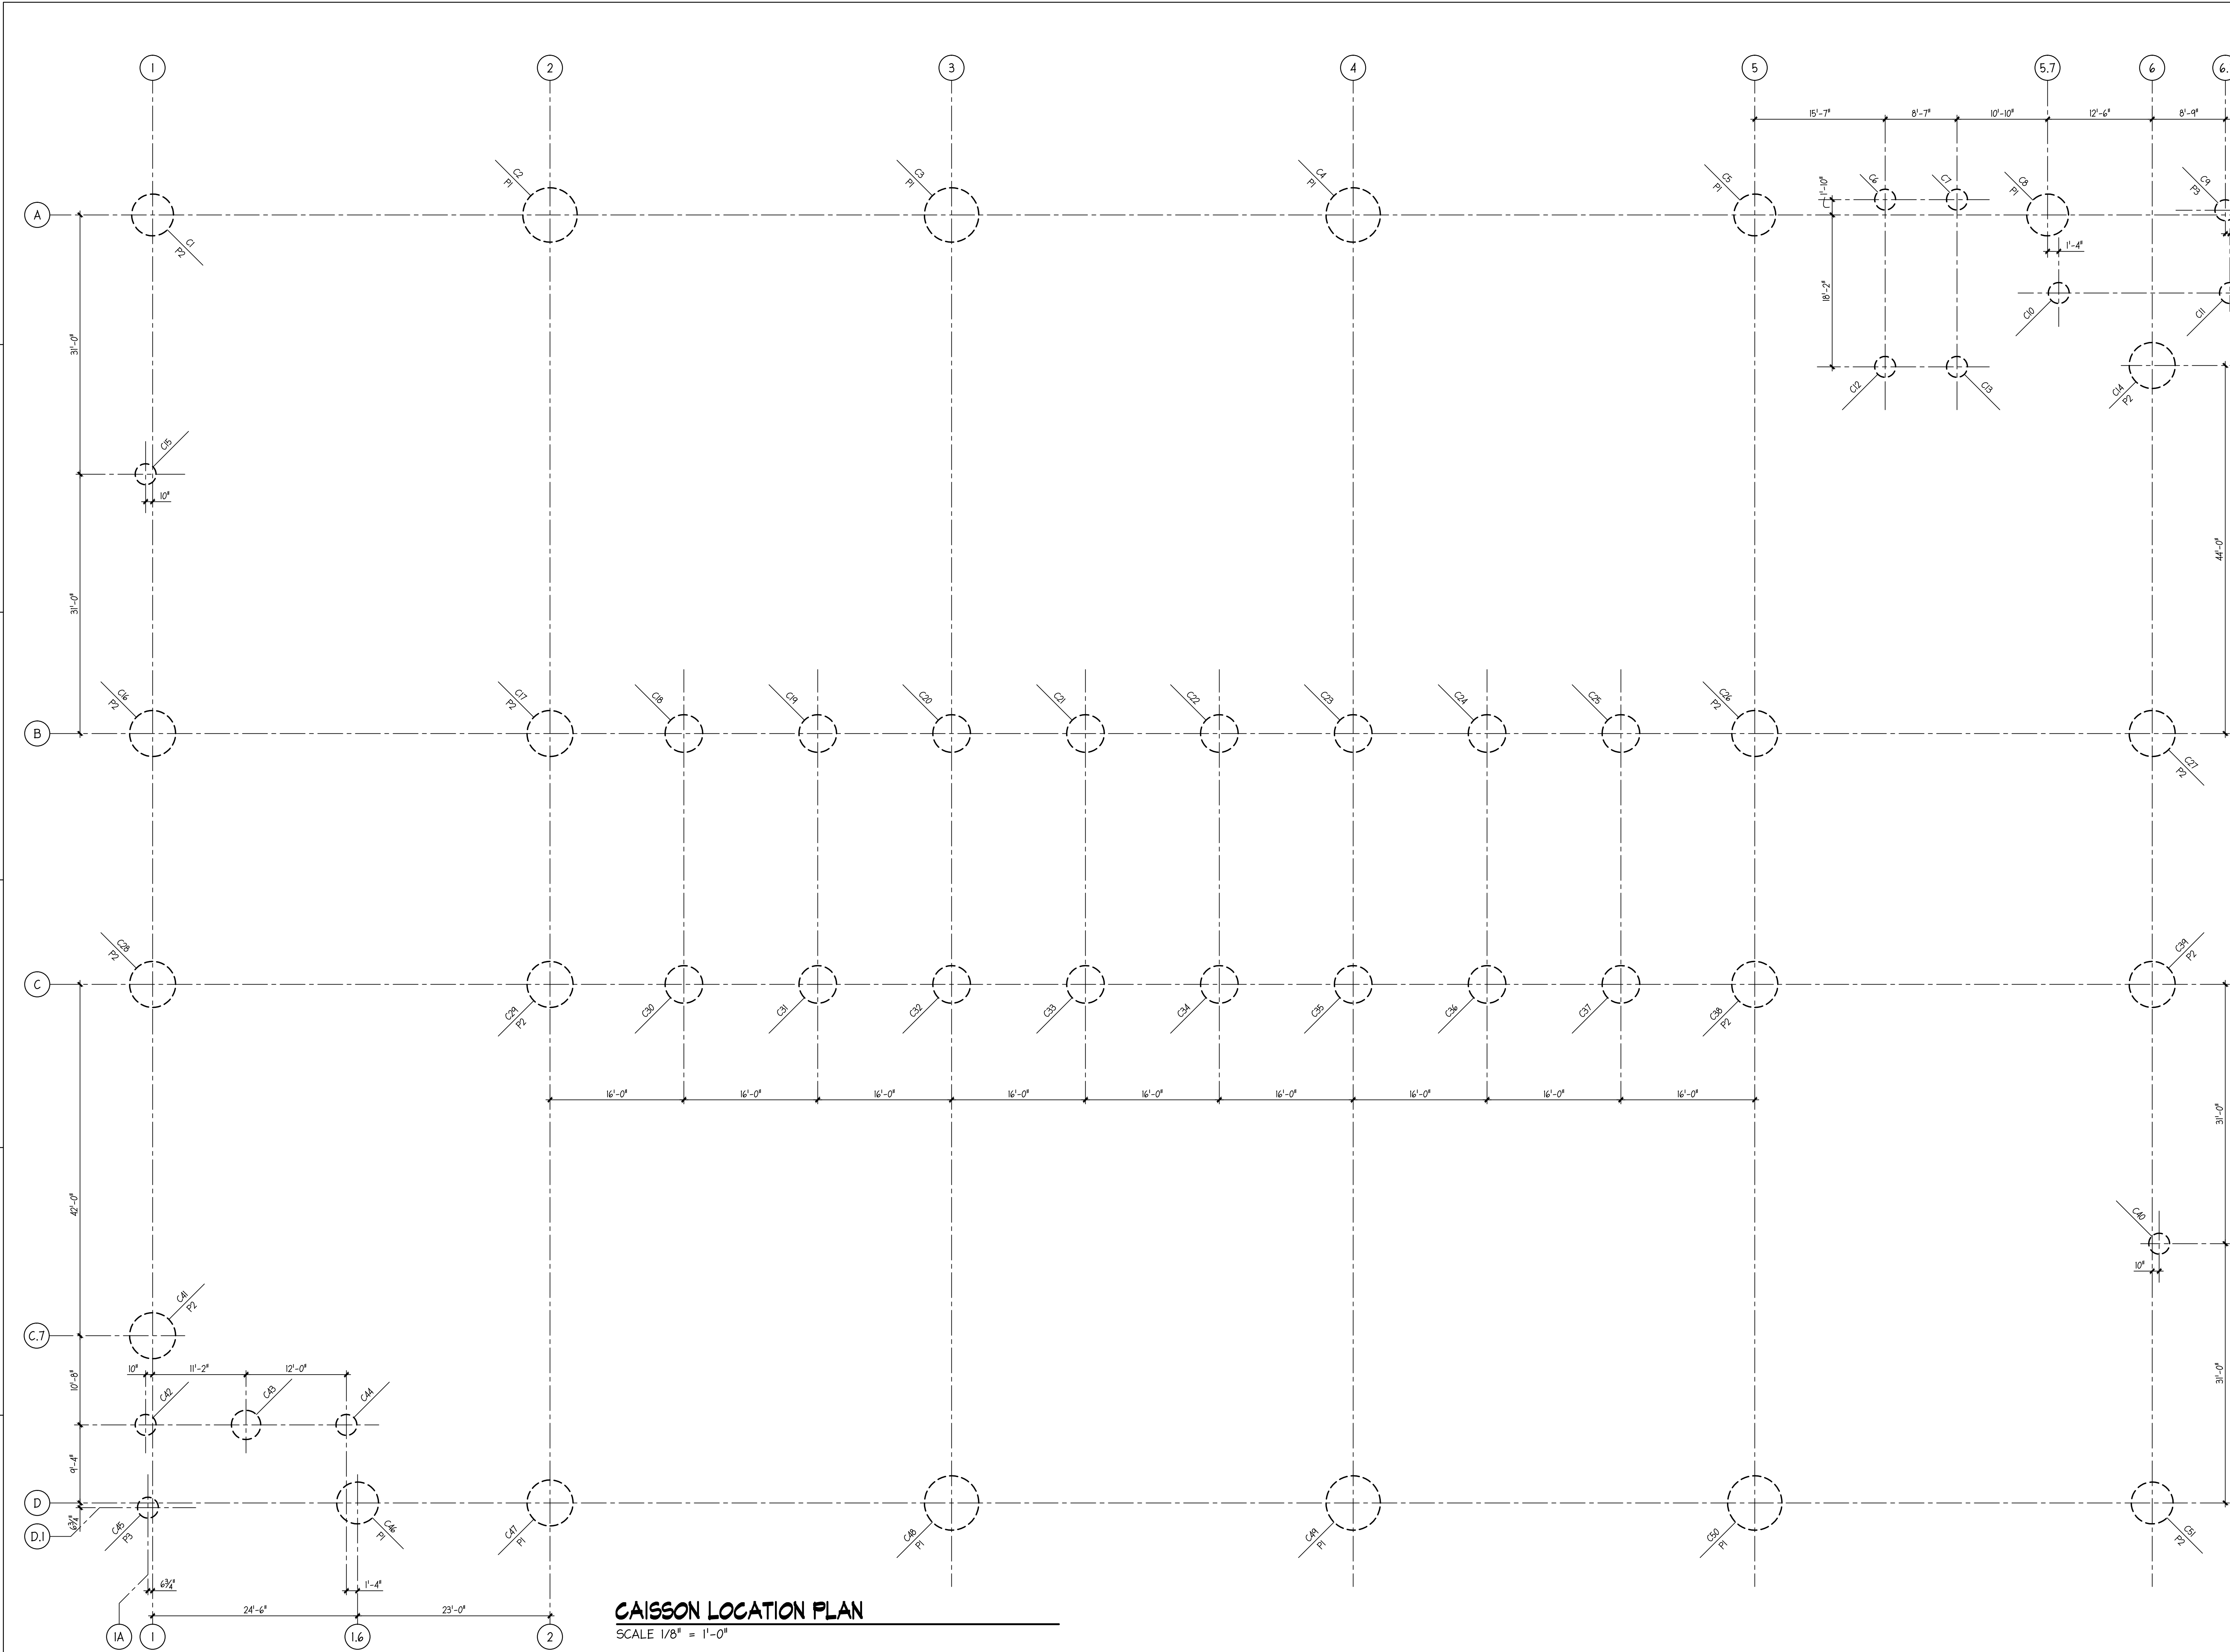 1
2
3
4
5
5.7
6
6.
15'-7"
8'-7"
10'-10"
12'-6"
8'-9"
A
C1
P2
C2
P1
C3
P1
C4
P1
C5
P1
C6
C7
C8
P1
C9
P3
1'-10"
1'-4"
18'-2"
C10
C11
C12
C13
C14
P2
31'-0"
C15
10"
31'-0"
44'-0"
B
C16
P2
C17
P2
C18
C19
C20
C21
C22
C23
C24
C25
C26
P2
C27
P2
C
C28
P2
C29
P2
C30
C31
C32
C33
C34
C35
C36
C37
C38
P2
C39
P2
16'-0"
16'-0"
16'-0"
16'-0"
16'-0"
16'-0"
16'-0"
16'-0"
16'-0"
42'-0"
31'-0"
C40
10"
31'-0"
C.7
C41
P2
10"
11'-2"
12'-0"
10'-8"
C42
C43
C44
9'-4"
D
6¾"
D.1
C45
P3
C46
P1
C47
P1
C48
P1
C49
P1
C50
P1
C51
P2
6¾"
1'-4"
24'-6"
23'-0"
1A
1
1.6
2
CAISSON LOCATION PLAN
SCALE 1/8" = 1'-0"